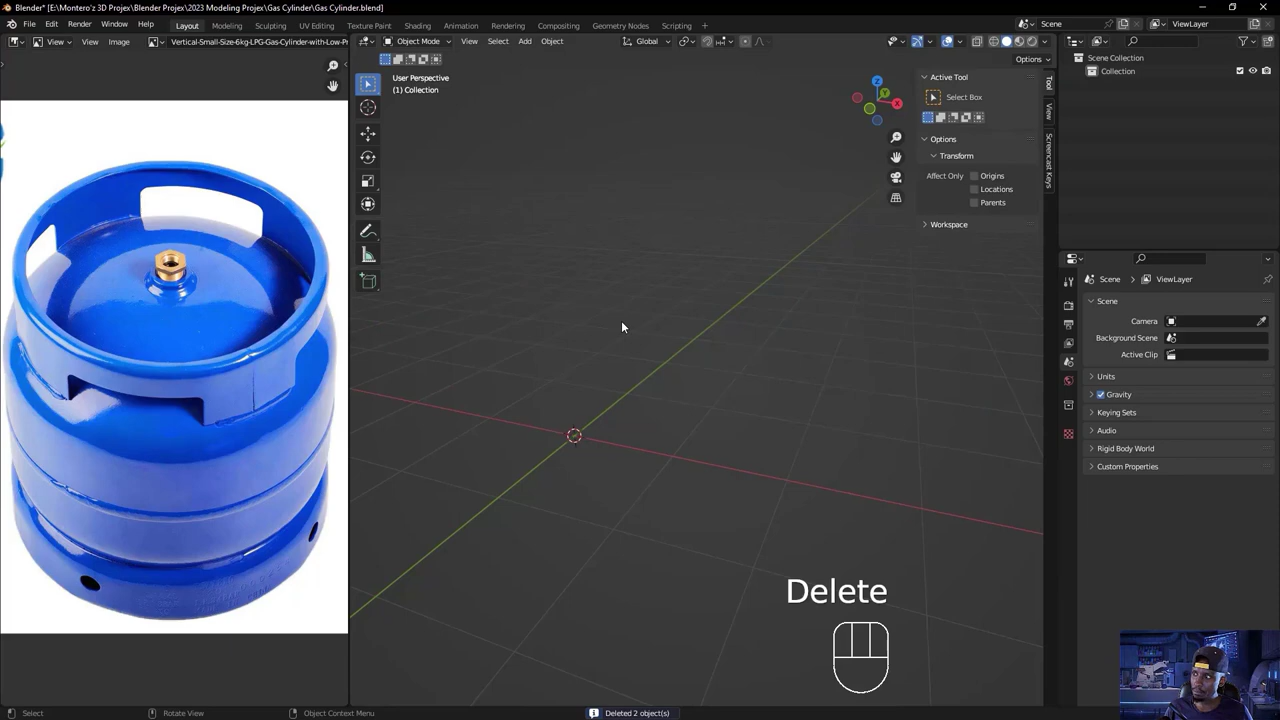 Blender* [E:\Montero'z 3D Projex\Blender Projex\2023 Modeling Projex\Gas Cylinder\Gas Cylinder.blend]
File Edit Render Window Help Layout Modeling Sculpting UV Editing Texture Paint Shading Animation Rendering Compositing Geometry Nodes Scripting Scene ViewLayer
View View Image Vertical-Small-Size-6kg-LPG-Gas-Cylinder-with-Low-Pr Object Mode View Select Add Object Global
Options
User Perspective
(1) Collection
Active Tool
Select Box
Options
Transform
Affect Only Origins
Locations
Parents
Workspace
Tool
View
Screencast Keys
Z
Y
X
Scene Collection
Collection
Scene ViewLayer
Scene
Camera
Background Scene
Active Clip
Units
Gravity
Keying Sets
Audio
Rigid Body World
Custom Properties
Delete
Select Rotate View Object Context Menu Deleted 2 object(s)